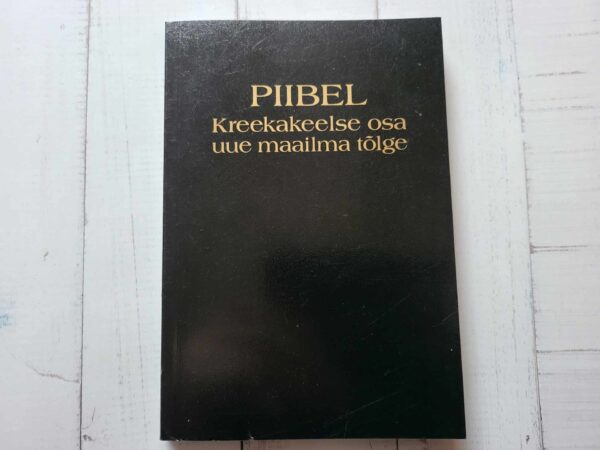 PIIBEL
Kreekakeelse osa
uue maailma tõlge